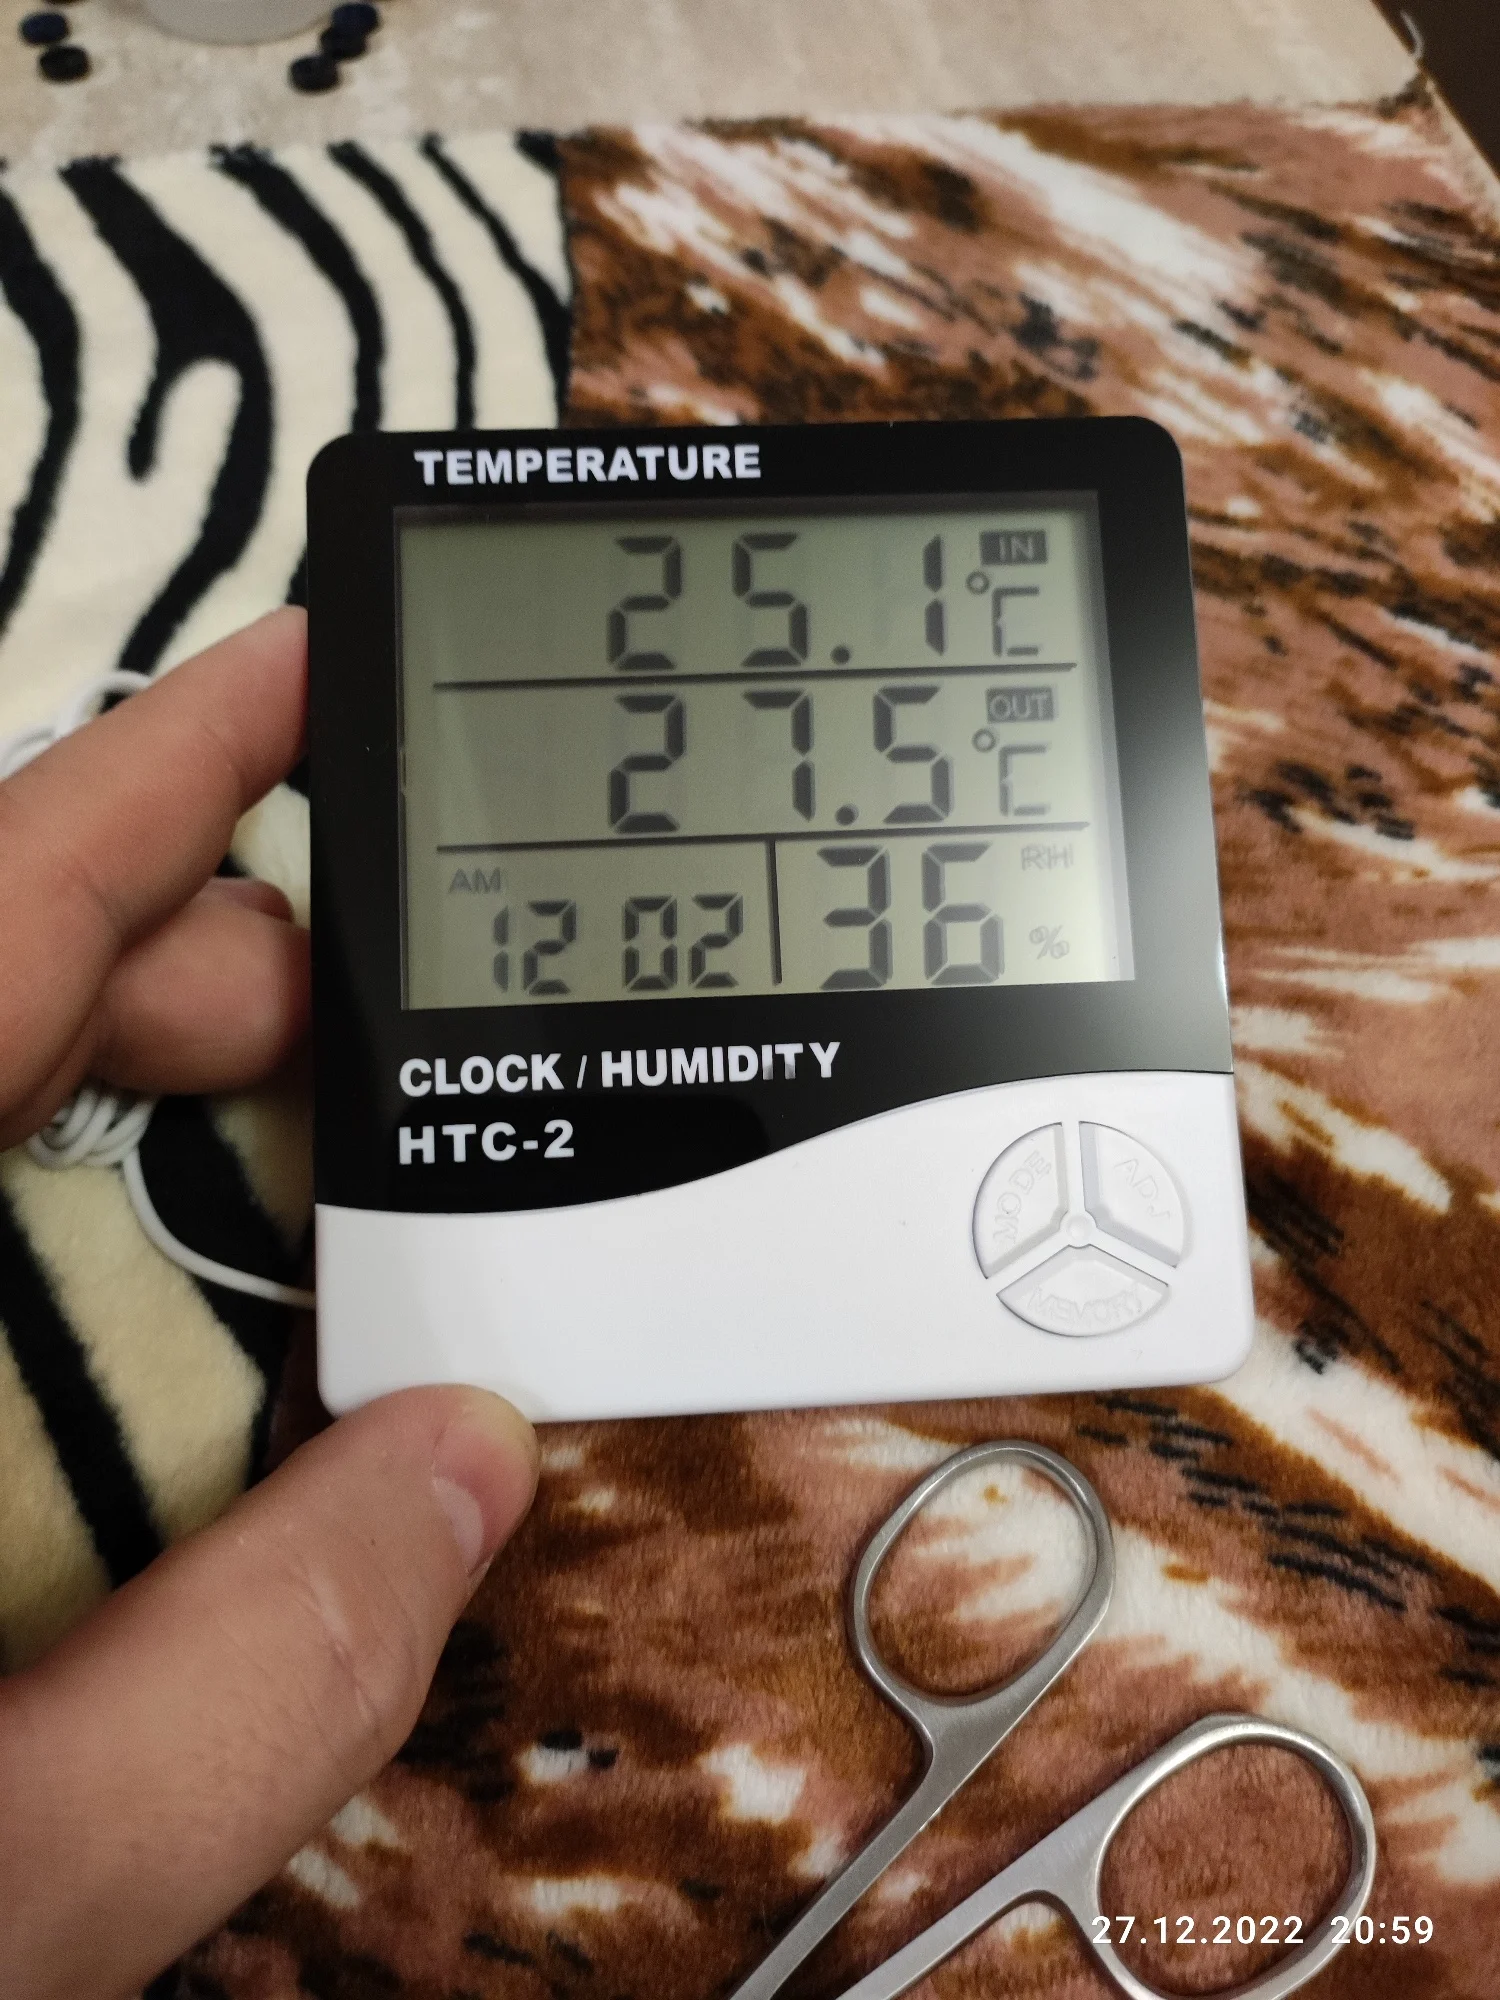 TEMPERATURE
25.1 °C IN
27.5 °C OUT
AM 12 02
36 % RH
CLOCK / HUMIDITY
HTC-2
MODE
ADJ
MEMORY
27.12.2022 20:59